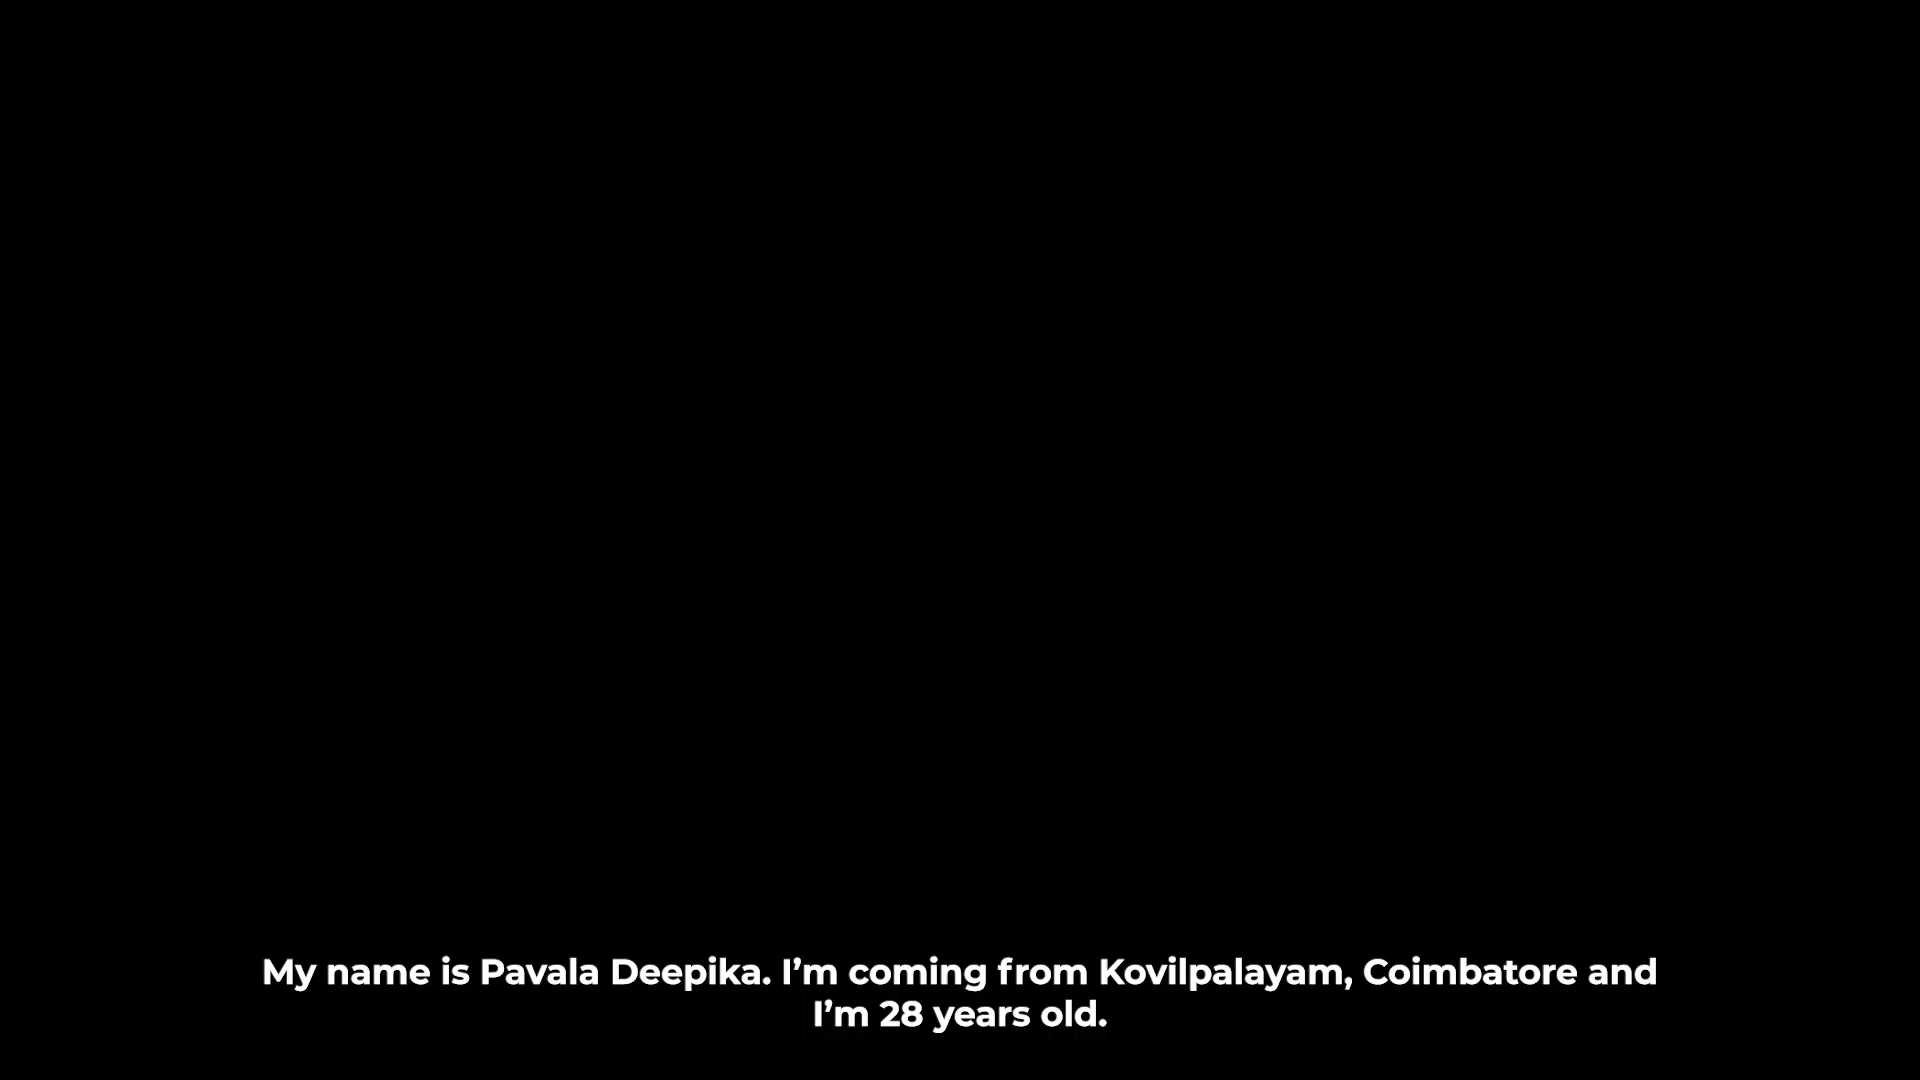 My name is Pavala Deepika. I’m coming from Kovilpalayam, Coimbatore and
I’m 28 years old.